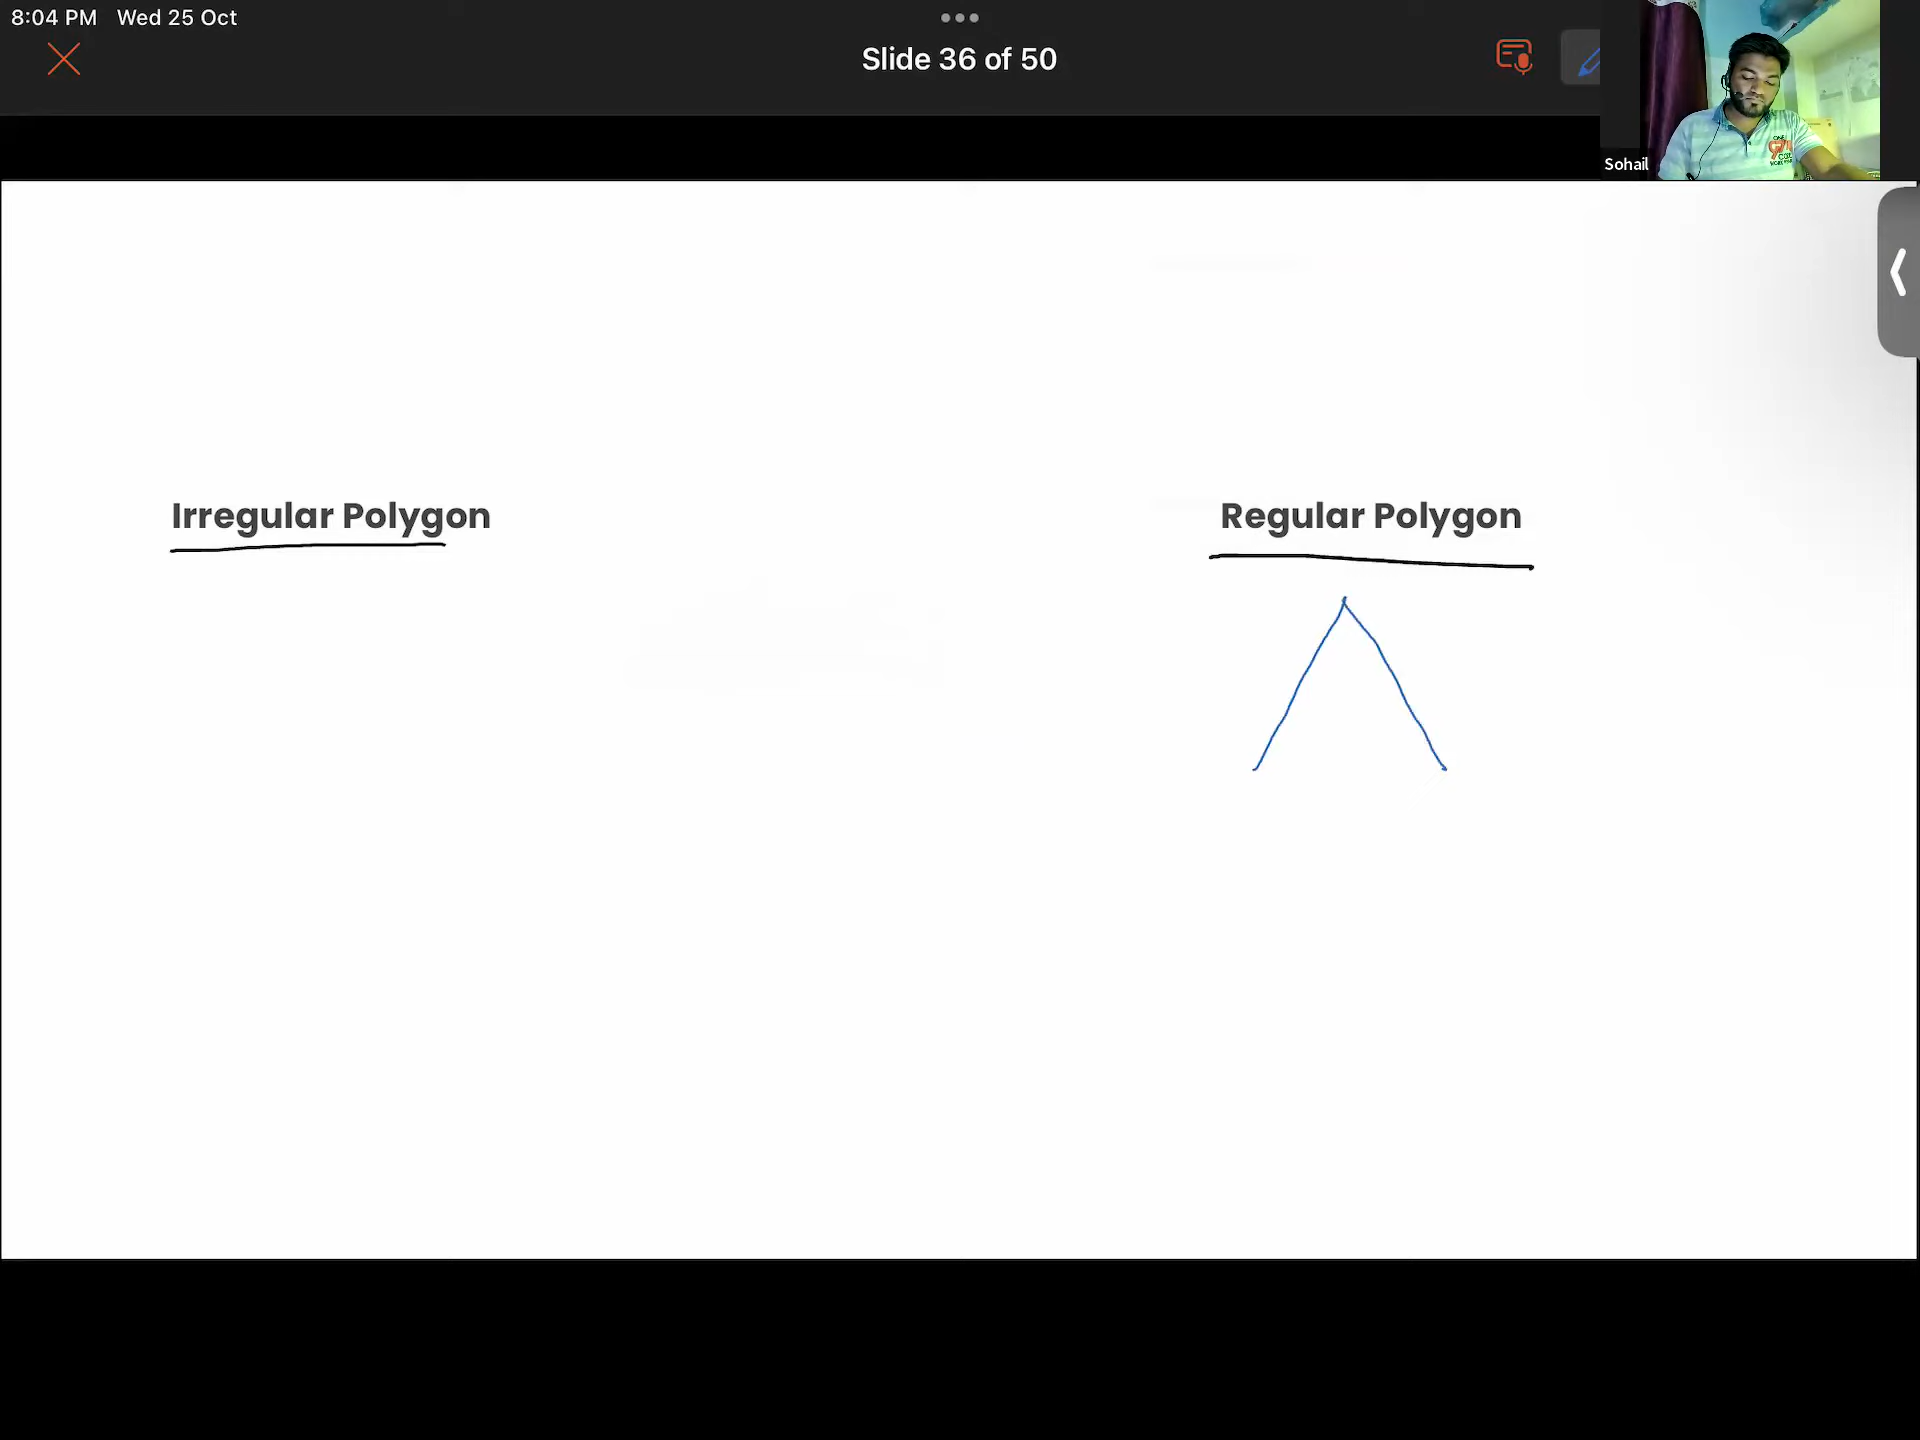 8:04 PM Wed 25 Oct
Slide 36 of 50
Sohail
Irregular Polygon
Regular Polygon